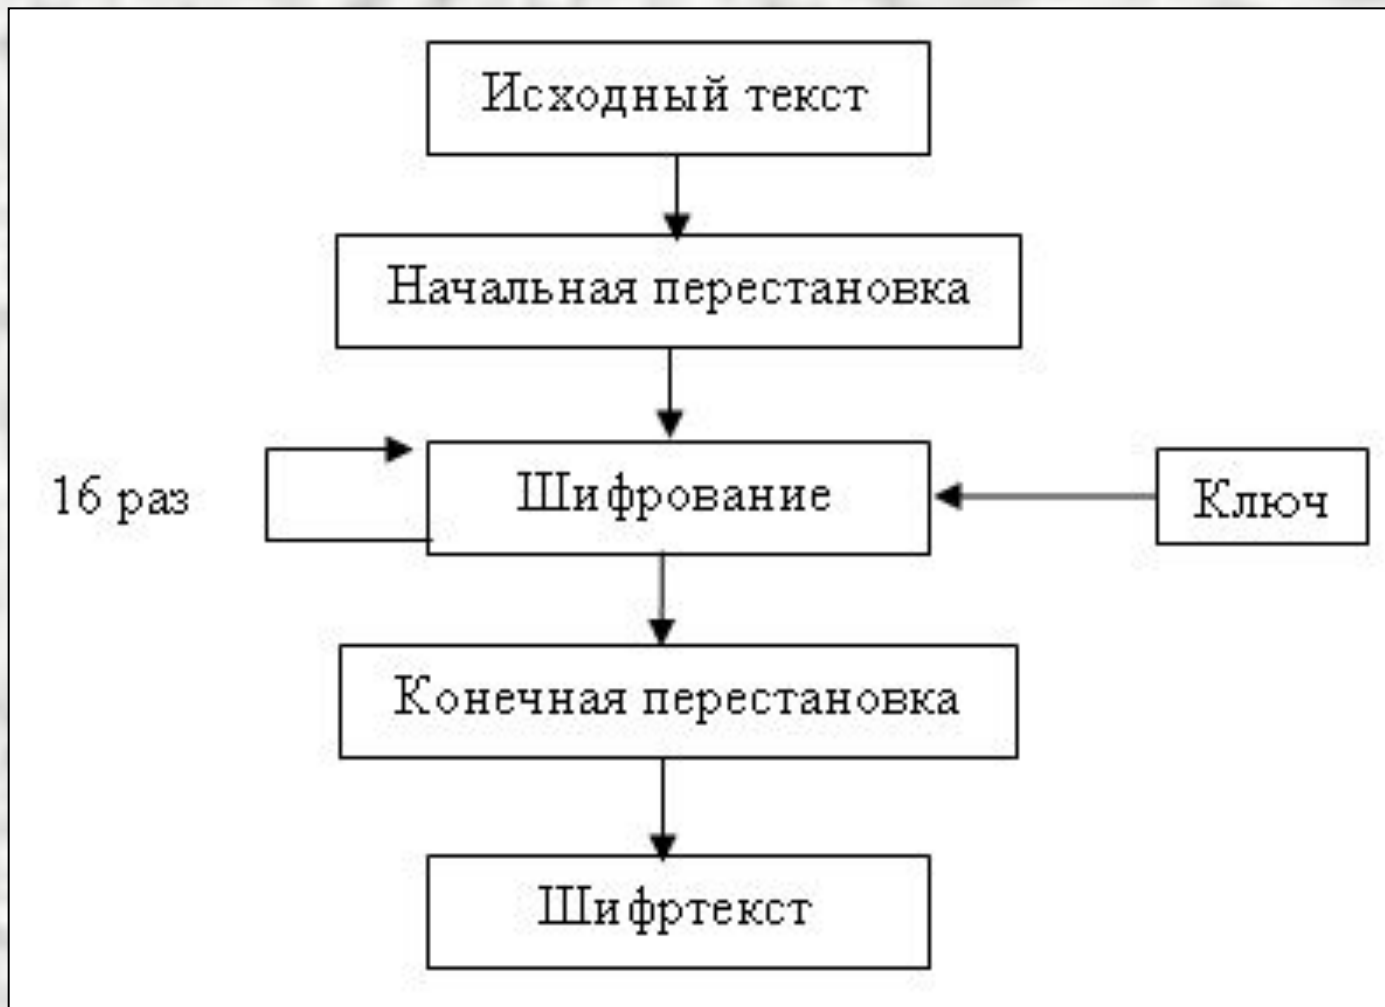 Исходный текст
Начальная перестановка
16 раз
Шифрование
Ключ
Конечная перестановка
Шифртекст